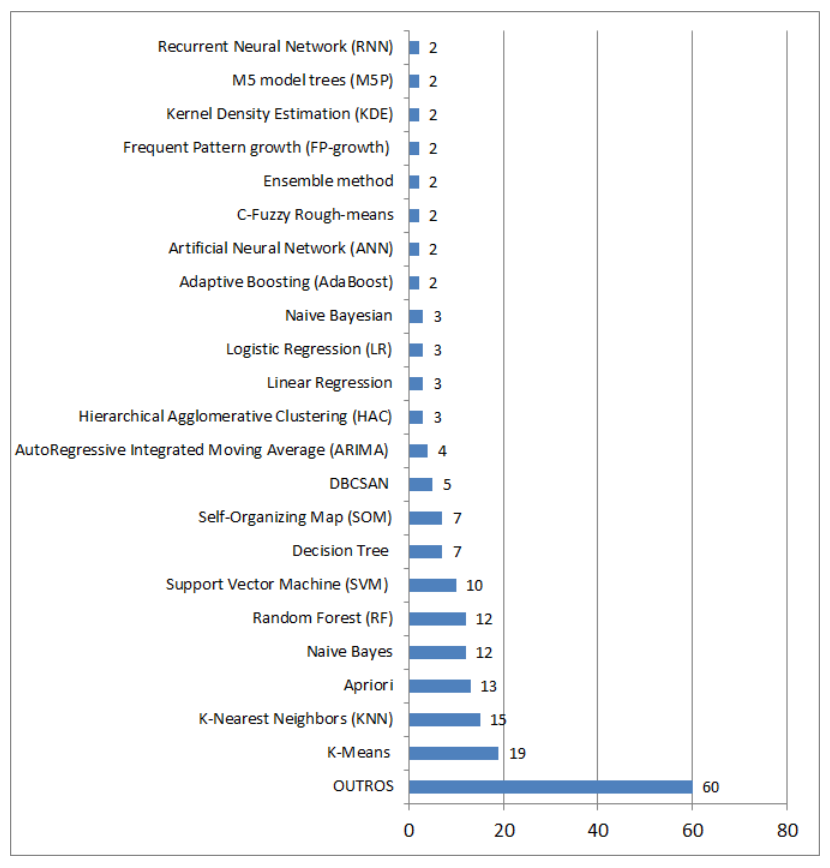 Recurrent Neural Network (RNN) 2
M5 model trees (M5P) 2
Kernel Density Estimation (KDE) 2
Frequent Pattern growth (FP-growth) 2
Ensemble method 2
C-Fuzzy Rough-means 2
Artificial Neural Network (ANN) 2
Adaptive Boosting (AdaBoost) 2
Naive Bayesian 3
Logistic Regression (LR) 3
Linear Regression 3
Hierarchical Agglomerative Clustering (HAC) 3
AutoRegressive Integrated Moving Average (ARIMA) 4
DBCSAN 5
Self-Organizing Map (SOM) 7
Decision Tree 7
Support Vector Machine (SVM) 10
Random Forest (RF) 12
Naive Bayes 12
Apriori 13
K-Nearest Neighbors (KNN) 15
K-Means 19
OUTROS 60
0 20 40 60 80